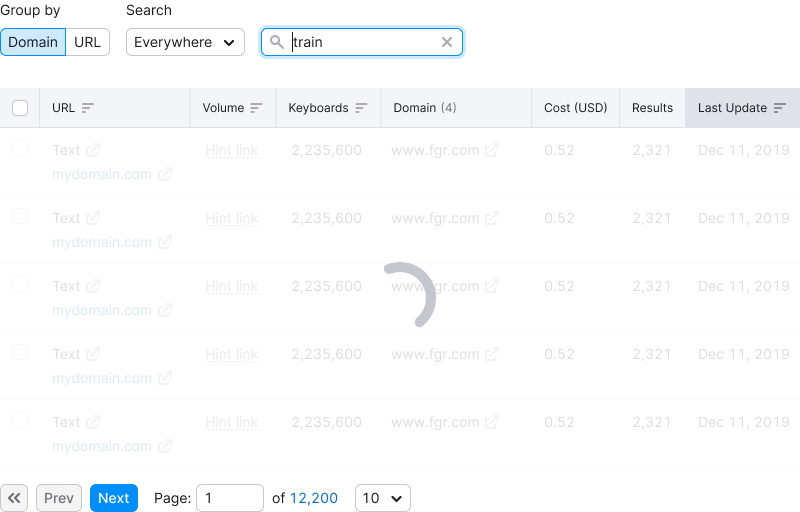 Group by Search
Domain URL Everywhere train
URL Volume Keyboards Domain (4) Cost (USD) Results Last Update
Text Hint link 2,235,600 www.fgr.com 0.52 2,321 Dec 11, 2019
mydomain.com
Text Hint link 2,235,600 www.fgr.com 0.52 2,321 Dec 11, 2019
mydomain.com
Text Hint link 2,235,600 www.fgr.com 0.52 2,321 Dec 11, 2019
mydomain.com
Text Hint link 2,235,600 www.fgr.com 0.52 2,321 Dec 11, 2019
mydomain.com
Text Hint link 2,235,600 www.fgr.com 0.52 2,321 Dec 11, 2019
mydomain.com
Prev Next Page: 1 of 12,200 10